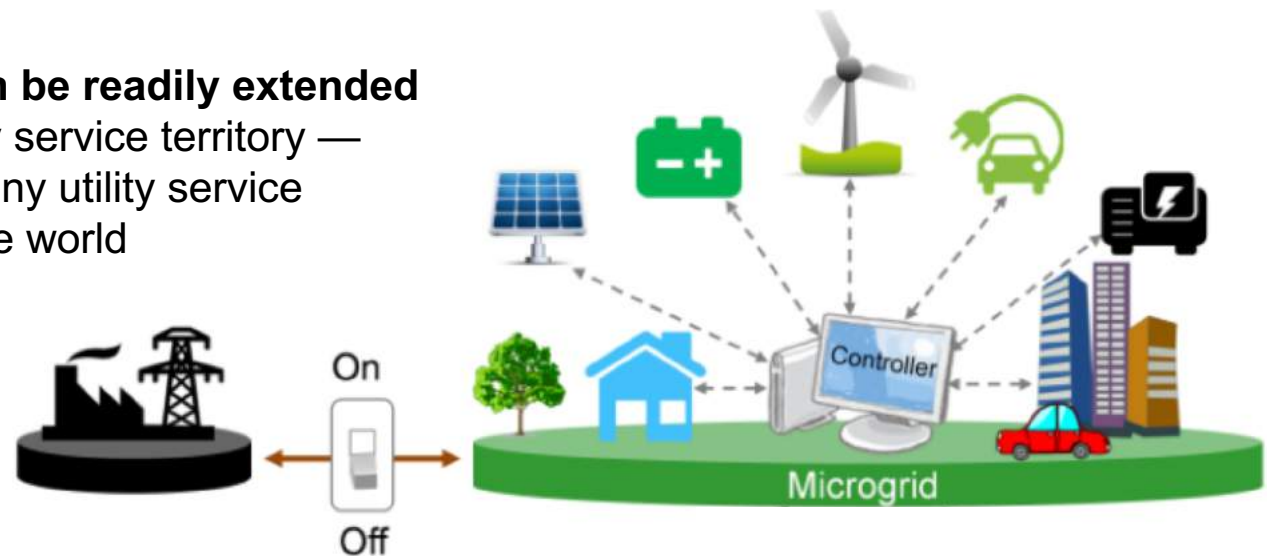 n be readily extended
y service territory —
ny utility service
e world
On
Off
Controller
Microgrid